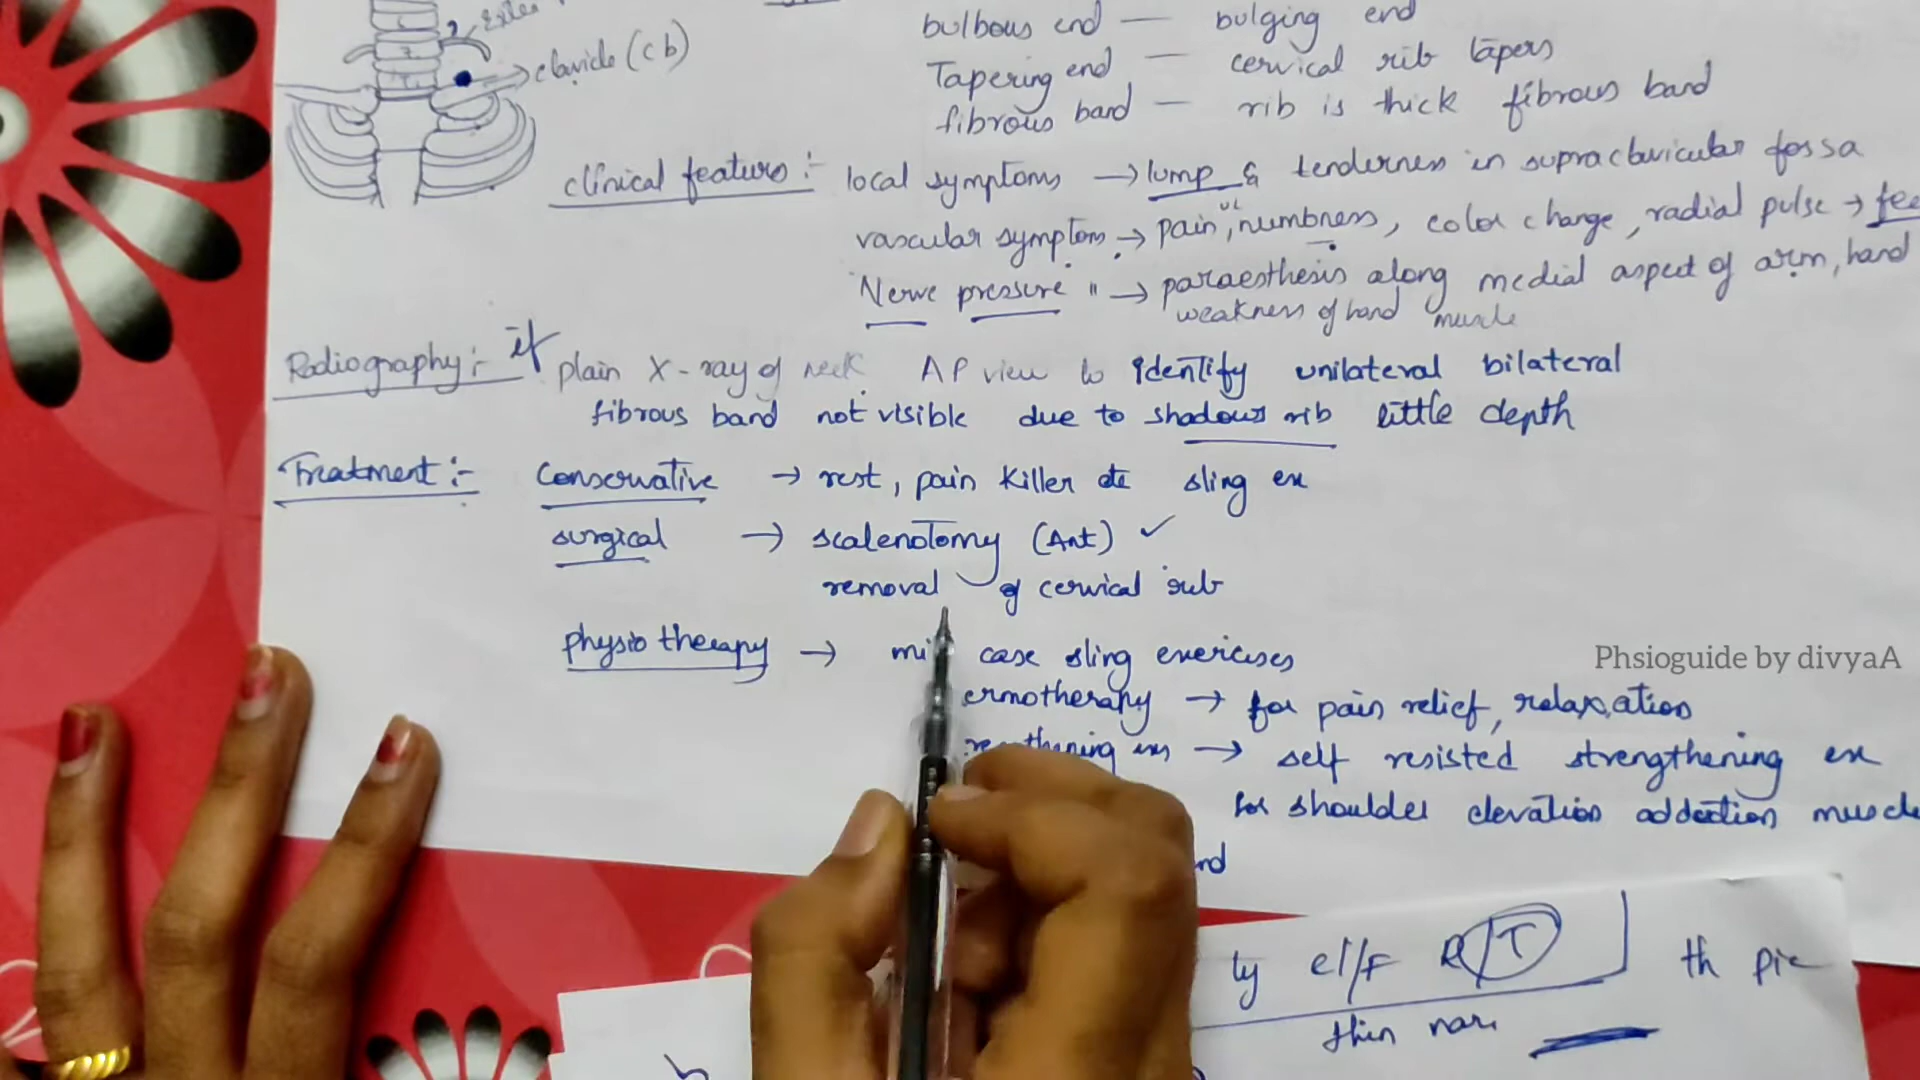 clavicle (cb)
bulbous end — bulging end
Tapering end — cervical rib tapers
fibrous band — rib is thick fibrous band
clinical features :- local symptoms → lump & tenderness in supraclavicular fossa
vascular symptom → pain, numbness, color change, radial pulse →
Nerve pressure " → paraesthesis along medial aspect of arm, hand
weakness of hand muscle
Radiography :- plain X-ray of neck AP view to identify unilateral bilateral
fibrous band not visible due to shadows rib little depth
Treatment :- Conservative → rest, pain killer etc sling ex
surgical → scalenotomy (Ant) ✓
removal of cervical rib
physiotherapy → case sling exercises
→ for pain relief, relaxation
→ self resisted strengthening ex
for shoulder elevation adduction
Phsioguide by divyaA
ly el/F R/T th
thin